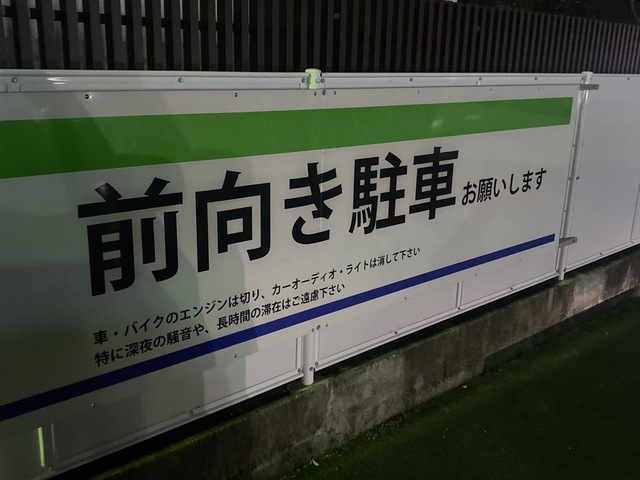 前向き駐車お願いします
車・バイクのエンジンは切り、カーオーディオ・ライトは消して下さい
特に深夜の騒音や、長時間の滞在はご遠慮下さい